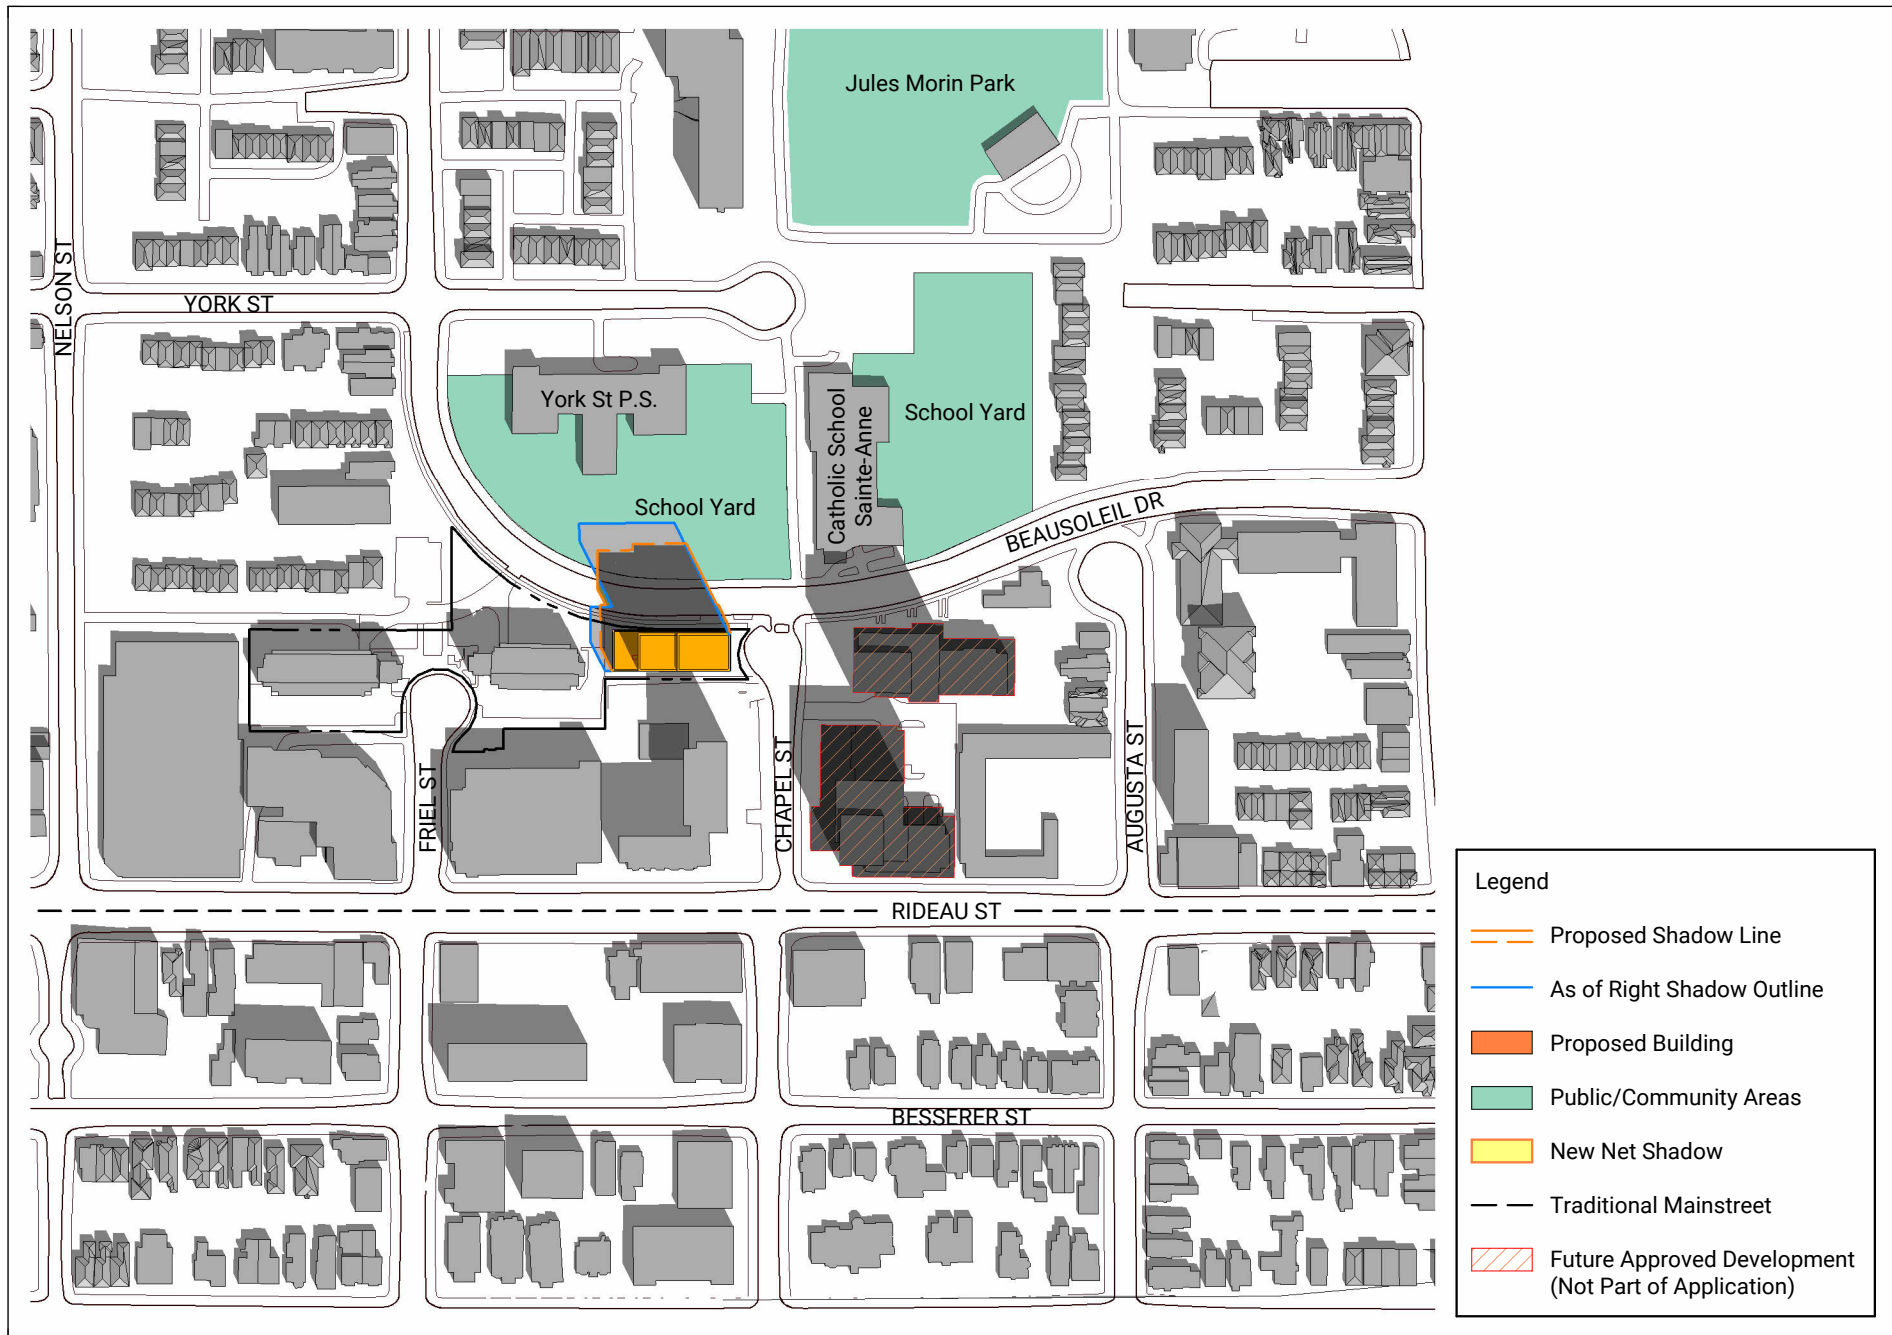 Jules Morin Park
NELSON ST
YORK ST
York St P.S.
School Yard
Catholic School
Sainte-Anne
School Yard
BEAUSOLEIL DR
FRIEL ST
CHAPEL ST
AUGUSTA ST
RIDEAU ST
BESSERER ST
Legend
Proposed Shadow Line
As of Right Shadow Outline
Proposed Building
Public/Community Areas
New Net Shadow
Traditional Mainstreet
Future Approved Development
(Not Part of Application)